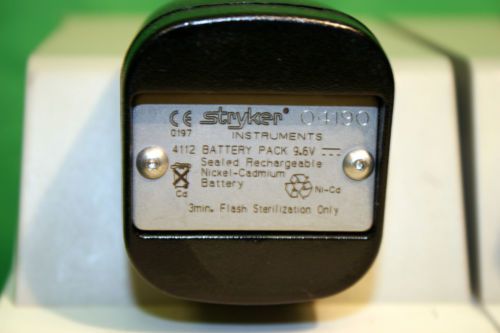 CE stryker® 04190
0197 INSTRUMENTS
4112 BATTERY PACK 9.6V
Sealed Rechargeable
Nickel-Cadmium
Battery
Cd Ni-Cd
3min. Flash Sterilization Only